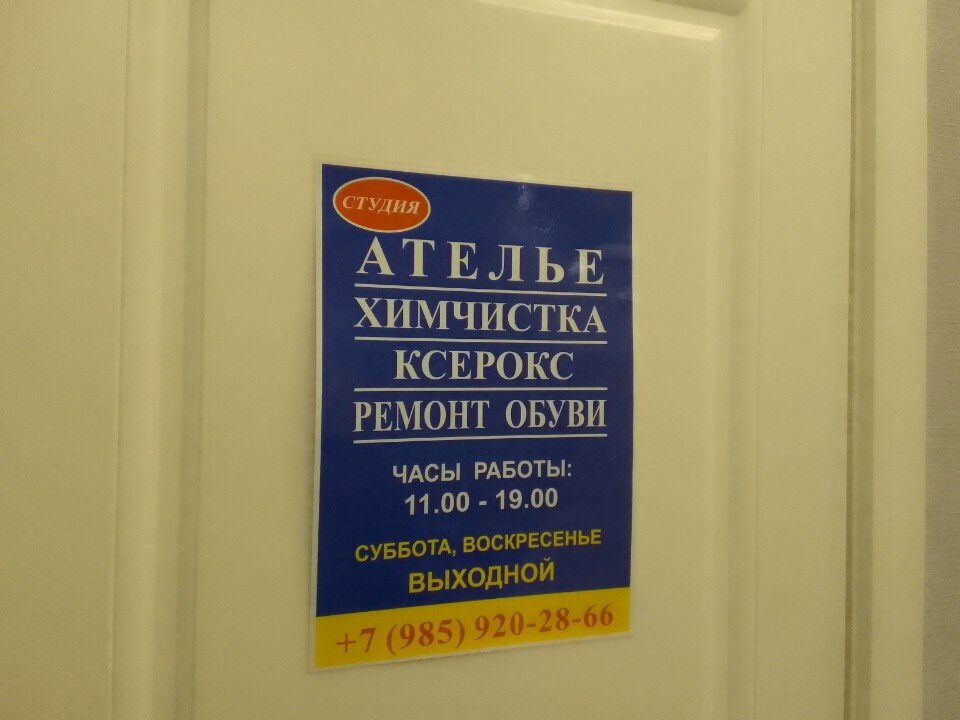 СТУДИЯ
АТЕЛЬЕ
ХИМЧИСТКА
КСЕРОКС
РЕМОНТ ОБУВИ
ЧАСЫ РАБОТЫ:
11.00 - 19.00
СУББОТА, ВОСКРЕСЕНЬЕ
ВЫХОДНОЙ
+7 (985) 920-28-66